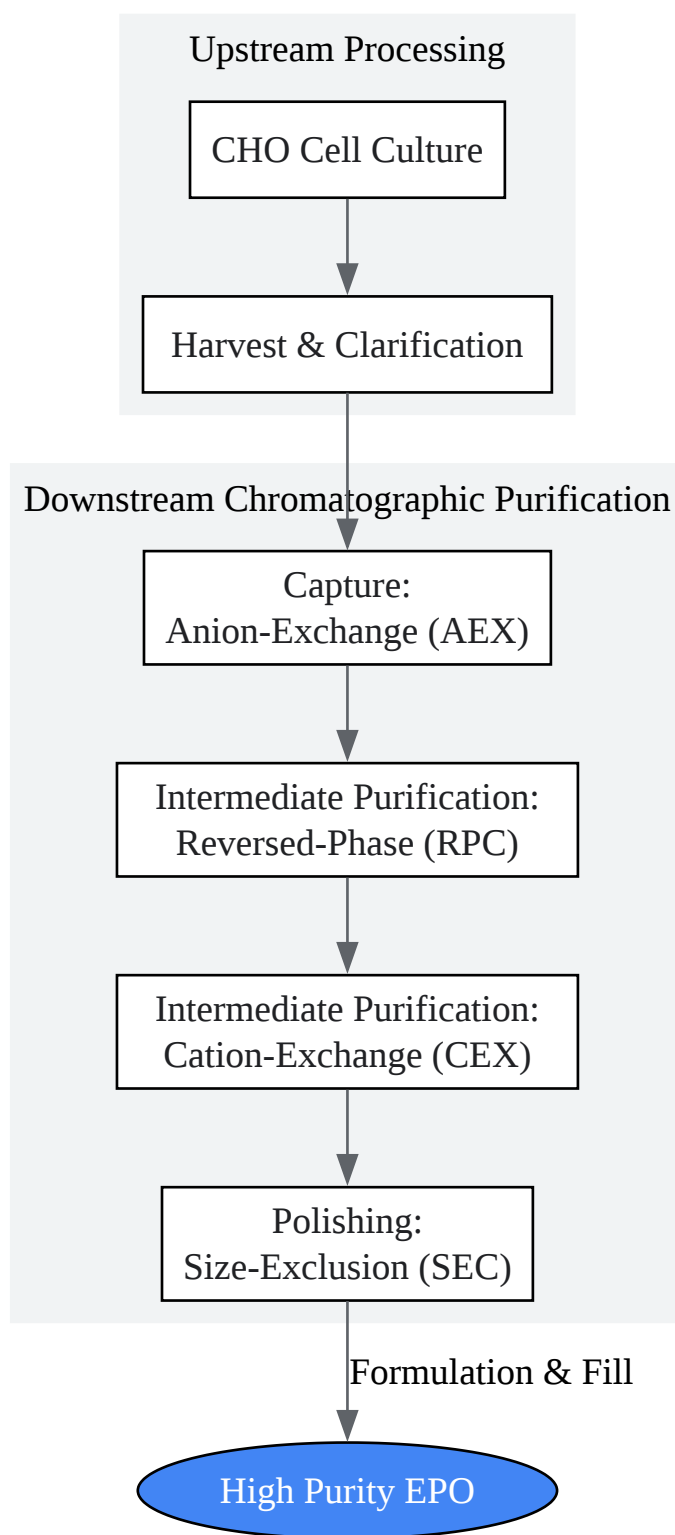 Upstream Processing
CHO Cell Culture
Harvest & Clarification
Downstream Chromatographic Purification
Capture:
Anion-Exchange (AEX)
Intermediate Purification:
Reversed-Phase (RPC)
Intermediate Purification:
Cation-Exchange (CEX)
Polishing:
Size-Exclusion (SEC)
Formulation & Fill
High Purity EPO